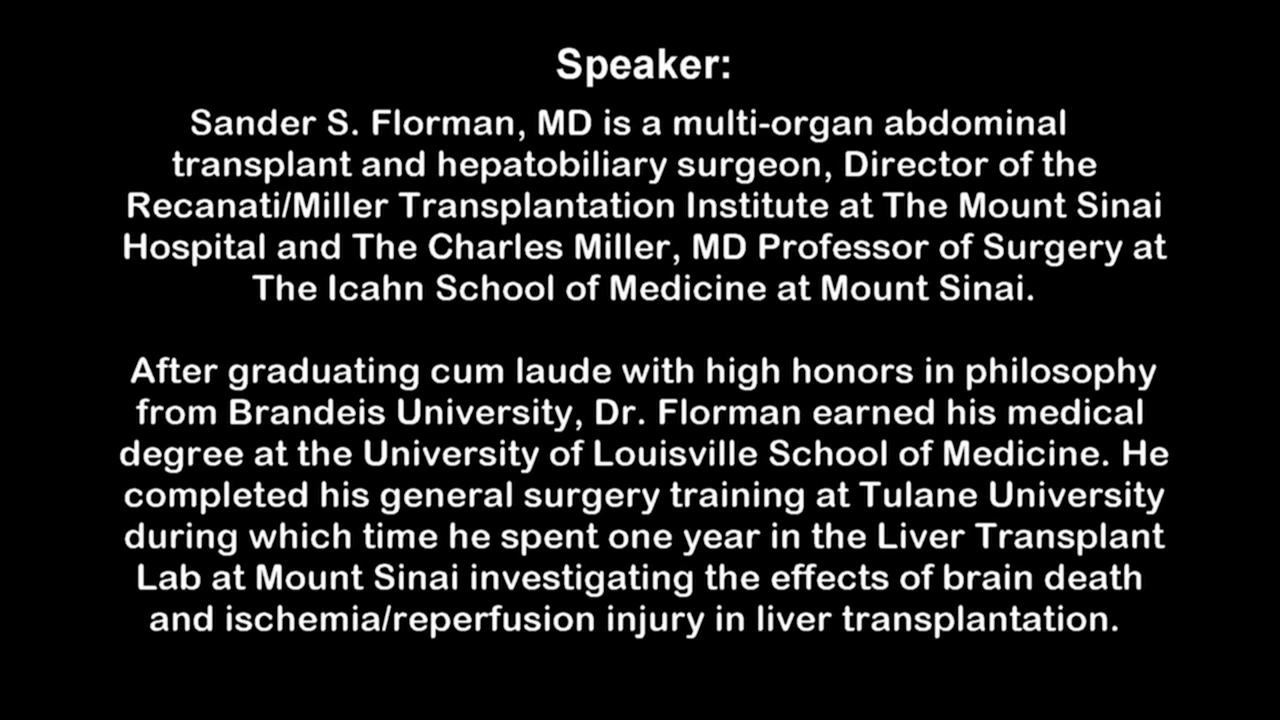 Speaker:
Sander S. Florman, MD is a multi-organ abdominal
transplant and hepatobiliary surgeon, Director of the
Recanati/Miller Transplantation Institute at The Mount Sinai
Hospital and The Charles Miller, MD Professor of Surgery at
The Icahn School of Medicine at Mount Sinai.
After graduating cum laude with high honors in philosophy
from Brandeis University, Dr. Florman earned his medical
degree at the University of Louisville School of Medicine. He
completed his general surgery training at Tulane University
during which time he spent one year in the Liver Transplant
Lab at Mount Sinai investigating the effects of brain death
and ischemia/reperfusion injury in liver transplantation.